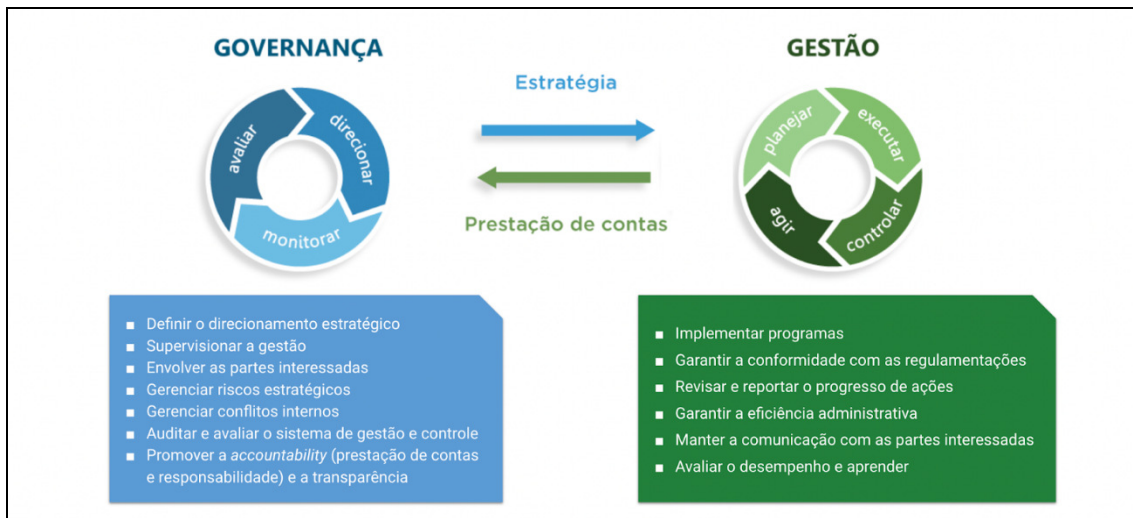 GOVERNANÇA
avaliar
direcionar
monitorar
Estratégia
Prestação de contas
GESTÃO
planejar
executar
controlar
agir
▪ Definir o direcionamento estratégico
▪ Supervisionar a gestão
▪ Envolver as partes interessadas
▪ Gerenciar riscos estratégicos
▪ Gerenciar conflitos internos
▪ Auditar e avaliar o sistema de gestão e controle
▪ Promover a accountability (prestação de contas
e responsabilidade) e a transparência
▪ Implementar programas
▪ Garantir a conformidade com as regulamentações
▪ Revisar e reportar o progresso de ações
▪ Garantir a eficiência administrativa
▪ Manter a comunicação com as partes interessadas
▪ Avaliar o desempenho e aprender